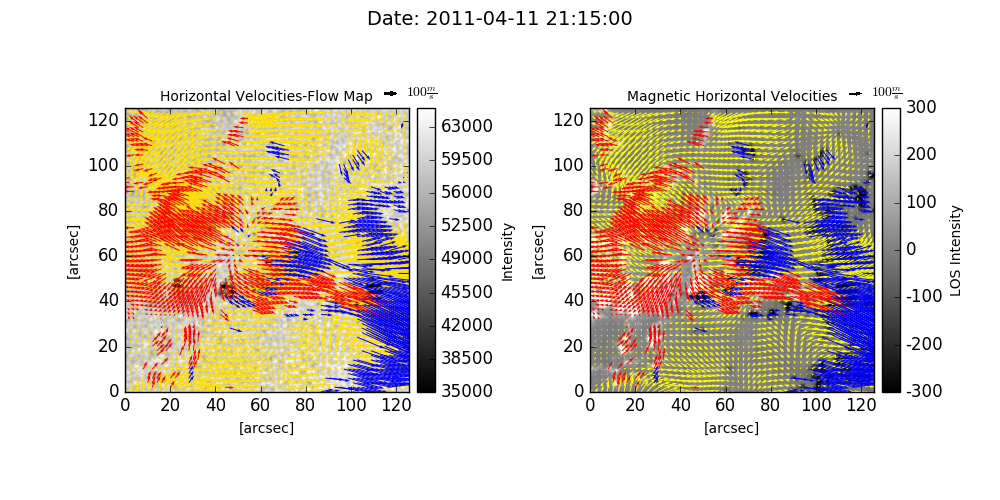 Date: 2011-04-11 21:15:00
Horizontal Velocities-Flow Map
100 m/s
Magnetic Horizontal Velocities
100 m/s
120
100
80
60
40
20
0
[arcsec]
0 20 40 60 80 100 120
[arcsec]
63000
59500
56000
52500
49000
45500
42000
38500
35000
Intensity
120
100
80
60
40
20
0
[arcsec]
0 20 40 60 80 100 120
[arcsec]
300
200
100
0
-100
-200
-300
LOS Intensity